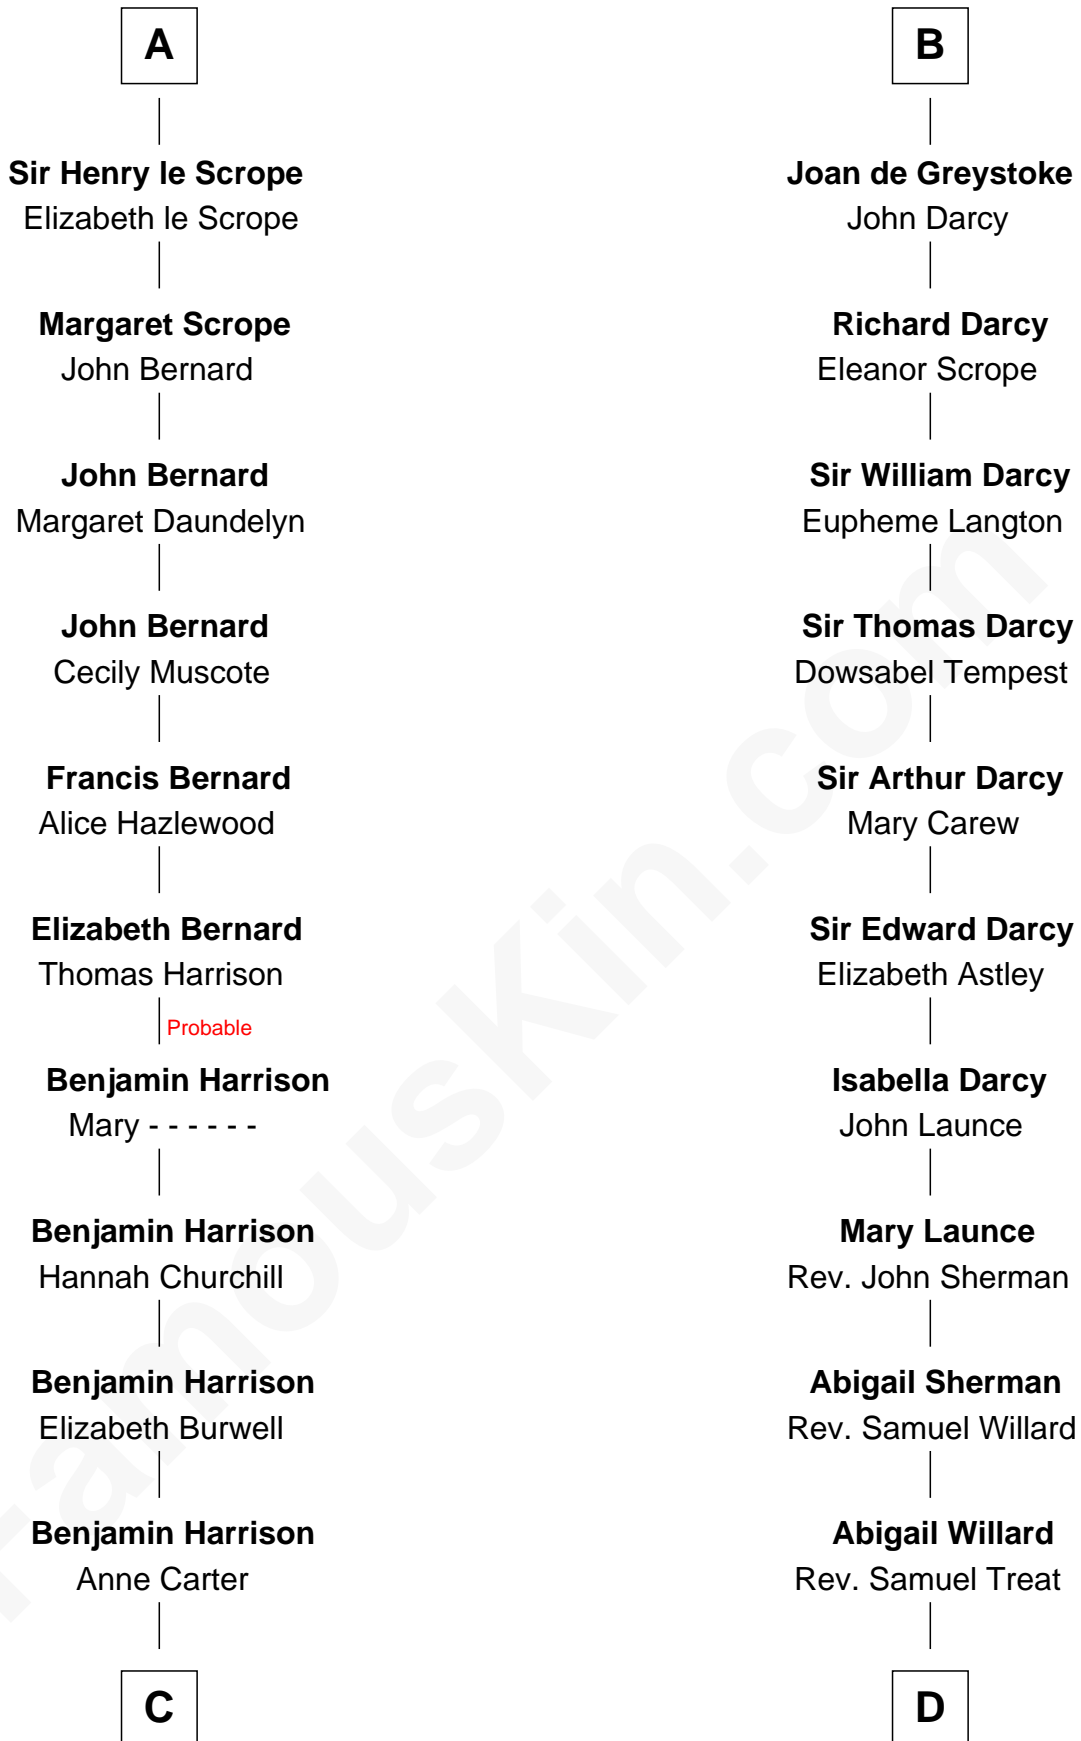 A
Sir Henry le Scrope
Elizabeth le Scrope
Margaret Scrope
John Bernard
John Bernard
Margaret Daundelyn
John Bernard
Cecily Muscote
Francis Bernard
Alice Hazlewood
Elizabeth Bernard
Thomas Harrison
Probable
Benjamin Harrison
Mary - - - - - -
Benjamin Harrison
Hannah Churchill
Benjamin Harrison
Elizabeth Burwell
Benjamin Harrison
Anne Carter
C
B
Joan de Greystoke
John Darcy
Richard Darcy
Eleanor Scrope
Sir William Darcy
Eupheme Langton
Sir Thomas Darcy
Dowsabel Tempest
Sir Arthur Darcy
Mary Carew
Sir Edward Darcy
Elizabeth Astley
Isabella Darcy
John Launce
Mary Launce
Rev. John Sherman
Abigail Sherman
Rev. Samuel Willard
Abigail Willard
Rev. Samuel Treat
D
FamousKin.com